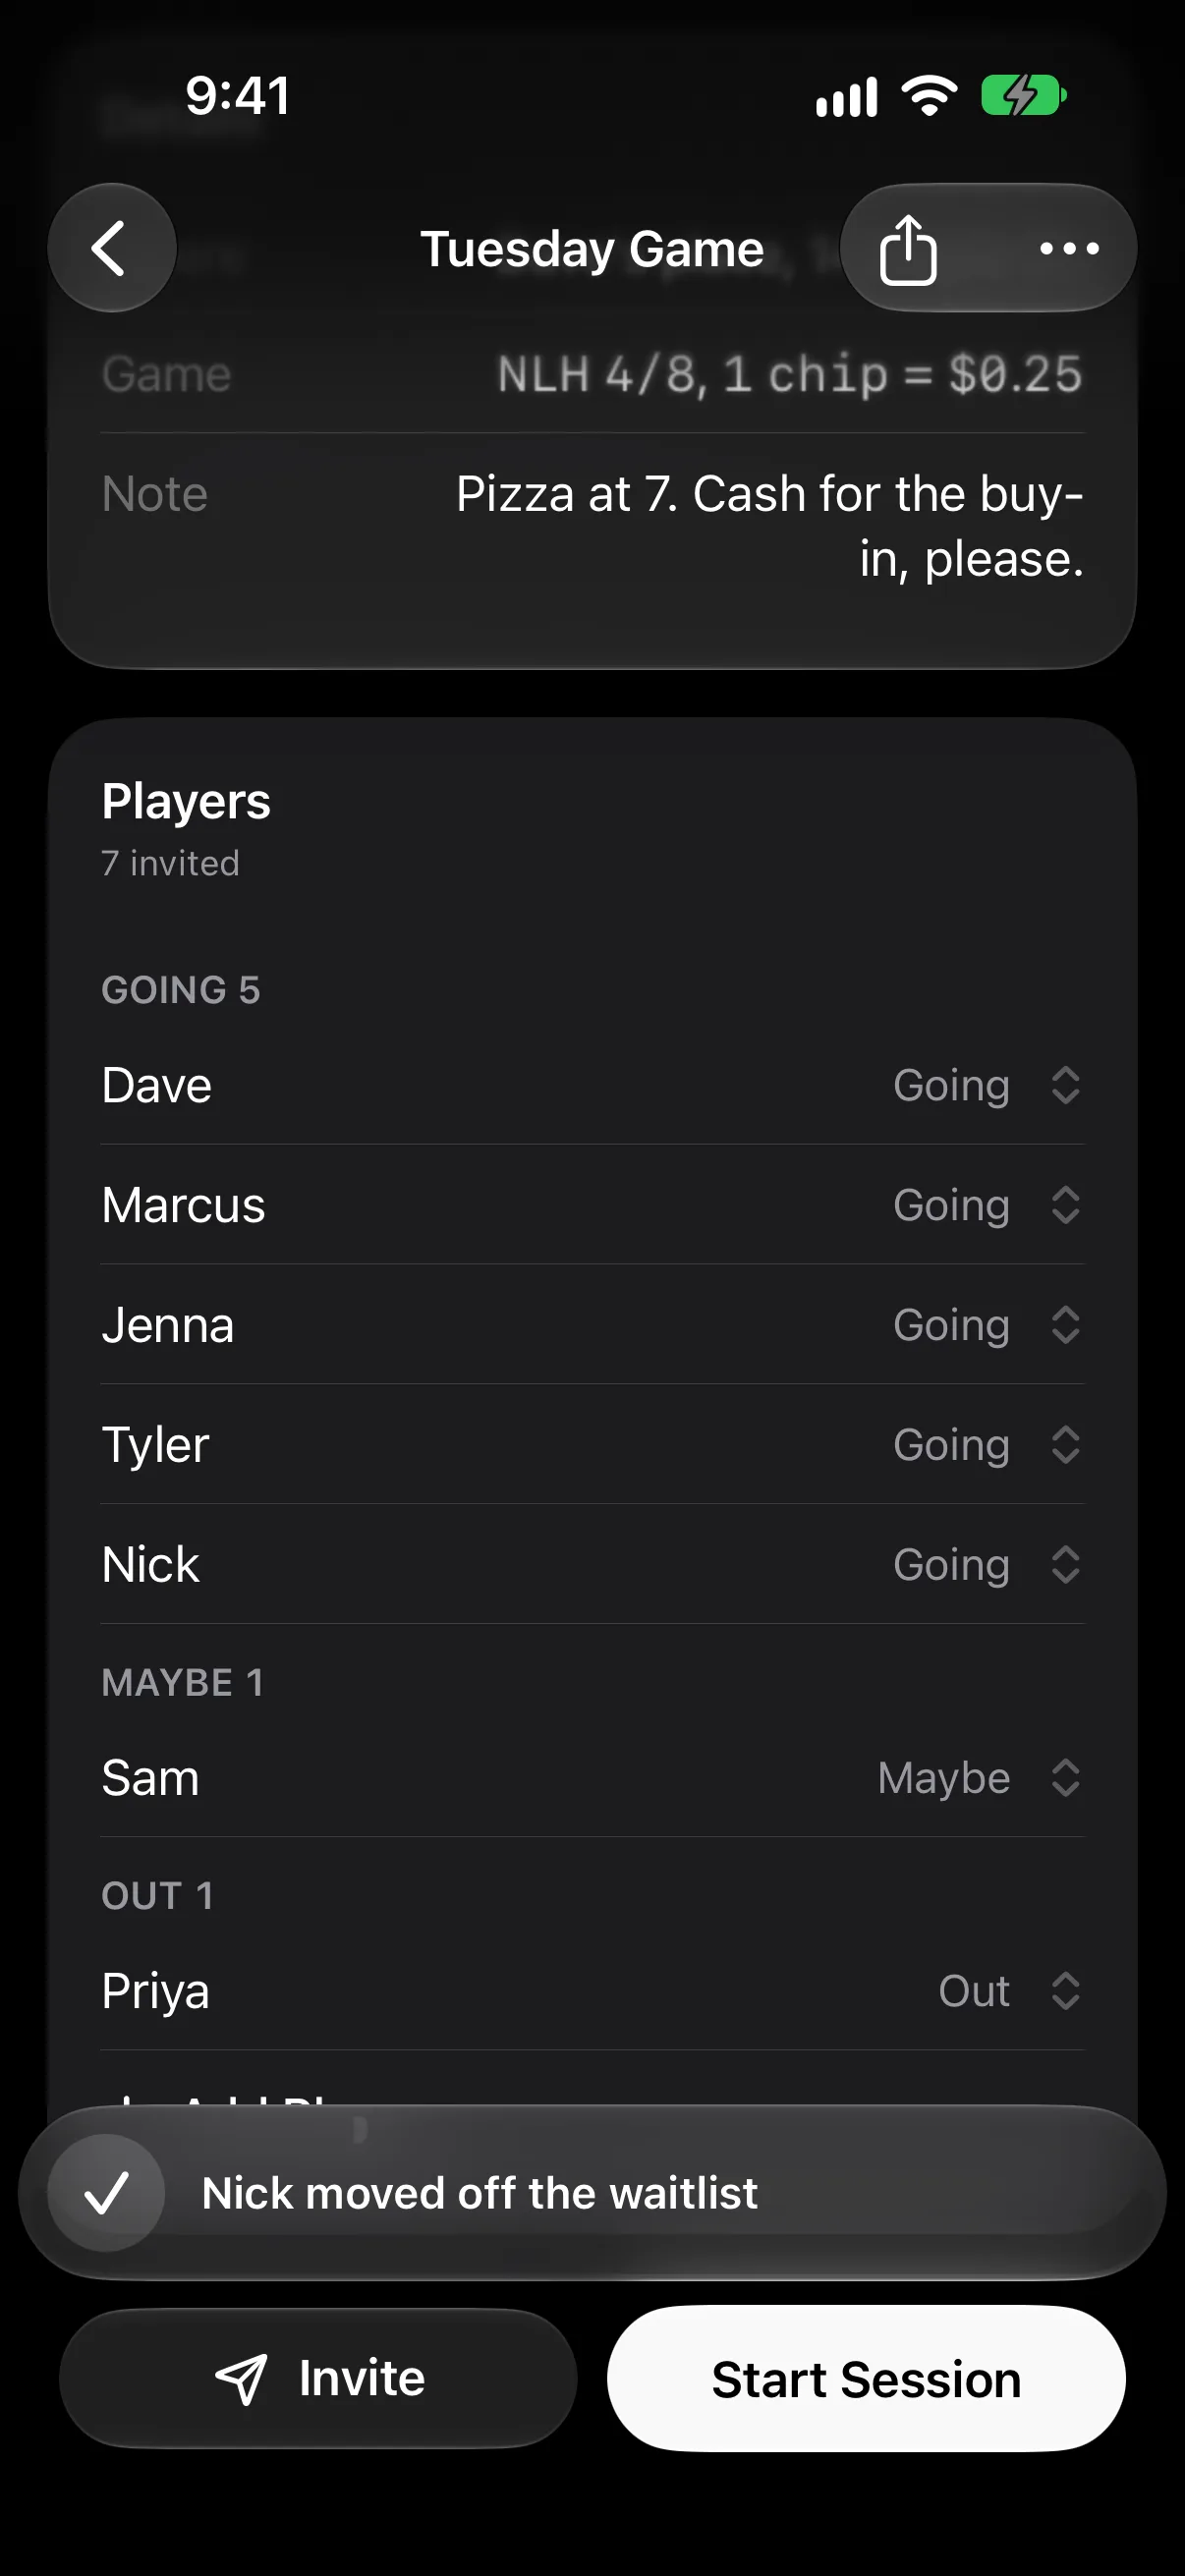 9:41
Tuesday Game
Game
NLH 4/8, 1 chip = $0.25
Note
Pizza at 7. Cash for the buy-
in, please.
Players
7 invited
GOING 5
Dave
Going
Marcus
Going
Jenna
Going
Tyler
Going
Nick
Going
MAYBE 1
Sam
Maybe
OUT 1
Priya
Out
Nick moved off the waitlist
Invite
Start Session